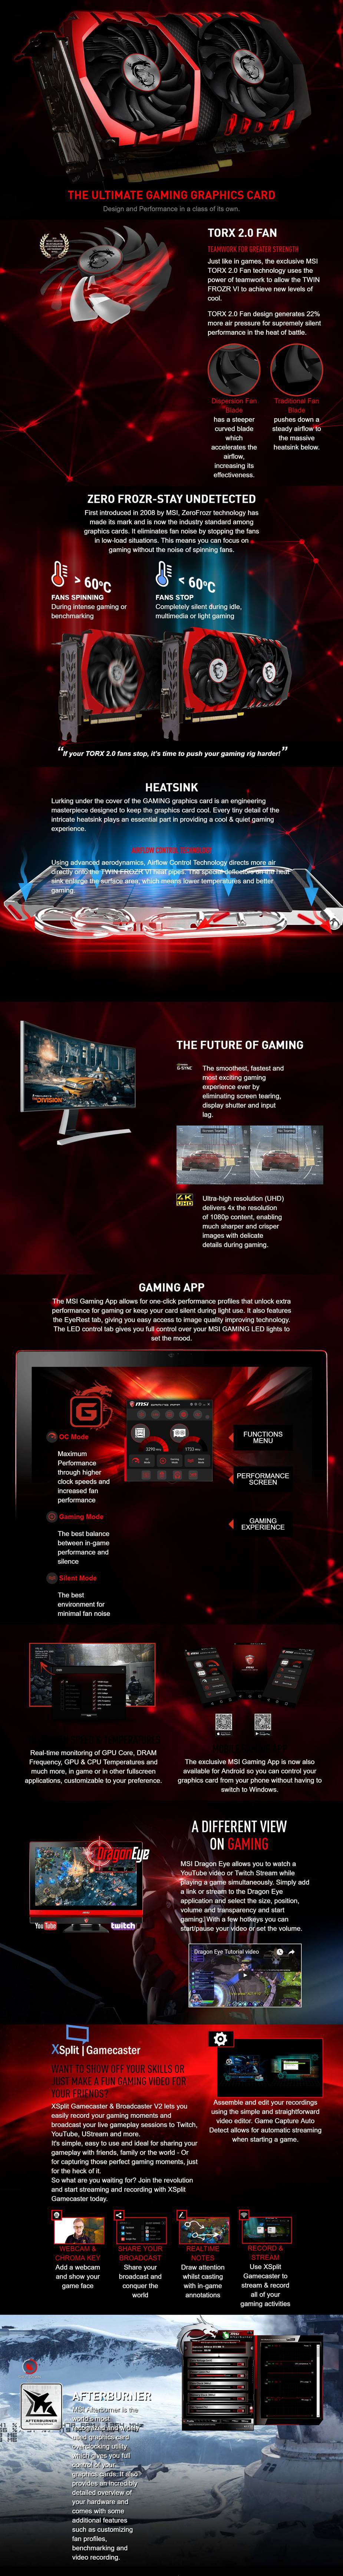 THE ULTIMATE GAMING GRAPHICS CARD
Design and Performance in a class of its own.
TORX 2.0 FAN
TEAMWORK FOR GREATER STRENGTH
Just like in games, the exclusive MSI
TORX 2.0 Fan technology uses the
power of teamwork to allow the TWIN
FROZR VI to achieve new levels of
cool.
TORX 2.0 Fan design generates 22%
more air pressure for supremely silent
performance in the heat of battle.
Dispersion Fan
Blade
has a steeper
curved blade
which
accelerates the
airflow,
increasing its
effectiveness.
Traditional Fan
Blade
pushes down a
steady airflow to
the massive
heatsink below.
ZERO FROZR-STAY UNDETECTED
First introduced in 2008 by MSI, ZeroFrozr technology has
made its mark and is now the industry standard among
graphics cards. It eliminates fan noise by stopping the fans
in low-load situations. This means you can focus on
gaming without the noise of spinning fans.
> 60°C
FANS SPINNING
During intense gaming or
benchmarking
< 60°C
FANS STOP
Completely silent during idle,
multimedia or light gaming
“If your TORX 2.0 fans stop, it's time to push your gaming rig harder!”
HEATSINK
Lurking under the cover of the GAMING graphics card is an engineering
masterpiece designed to keep the graphics card cool. Every tiny detail of the
intricate heatsink plays an essential part in providing a cool & quiet gaming
experience.
AIRFLOW CONTROL TECHNOLOGY
Using advanced aerodynamics, Airflow Control Technology directs more air
directly onto the TWIN FROZR VI heat pipes. The special deflectors on the heat
sink enlarge the surface area, which means lower temperatures and better
gaming.
THE DIVISION
THE FUTURE OF GAMING
G-SYNC
The smoothest, fastest and
most exciting gaming
experience ever by
eliminating screen tearing,
display shutter and input
lag.
4K
UHD
Ultra-high resolution (UHD)
delivers 4x the resolution
of 1080p content, enabling
much sharper and crisper
images with delicate
details during gaming.
GAMING APP
The MSI Gaming App allows for one-click performance profiles that unlock extra
performance for gaming or keep your card silent during light use. It also features
the EyeRest tab, giving you easy access to image quality improving technology.
The LED control tab gives you full control over your MSI GAMING LED lights to
set the mood.
G
msi GAMING APP
OC Mode
Maximum
Performance
through higher
clock speeds and
increased fan
performance
Gaming Mode
The best balance
between in-game
performance and
silence
Silent Mode
The best
environment for
minimal fan noise
FUNCTIONS
MENU
PERFORMANCE
SCREEN
GAMING
EXPERIENCE
Real-time monitoring of GPU Core, DRAM
Frequency, GPU & CPU Temperatures and
much more, in game or in other fullscreen
applications, customizable to your preference.
The exclusive MSI Gaming App is now also
available for Android so you can control your
graphics card from your phone without having to
switch to Windows.
DragonEye
YouTube
twitch
A DIFFERENT VIEW
ON GAMING
MSI Dragon Eye allows you to watch a
YouTube video or Twitch Stream while
playing a game simultaneously. Simply add
a link or stream to the Dragon Eye
application and select the size, position,
volume and transparency and start
gaming. With a few hotkeys you can
start/pause your video or set the volume.
Dragon Eye Tutorial video
XSplit | Gamecaster
WANT TO SHOW OFF YOUR SKILLS OR
JUST MAKE A FUN GAMING VIDEO FOR
YOUR FRIENDS?
XSplit Gamecaster & Broadcaster V2 lets you
easily record your gaming moments and
broadcast your live gameplay sessions to Twitch,
YouTube, UStream and more.
It's simple, easy to use and ideal for sharing your
gameplay with friends, family or the world - Or
for capturing those perfect gaming moments, just
for the heck of it.
So what are you waiting for? Join the revolution
and start streaming and recording with XSplit
Gamecaster today.
Assemble and edit your recordings
using the simple and straightforward
video editor. Game Capture Auto
Detect allows for automatic streaming
when starting a game.
WEBCAM &
CHROMA KEY
Add a webcam
and show your
game face
SHARE YOUR
BROADCAST
Share your
broadcast and
conquer the
world
REALTIME
NOTES
Draw attention
whilst casting
with in-game
annotations
RECORD &
STREAM
Use XSplit
Gamecaster to
stream & record
all of your
gaming activities
AFTERBURNER
AFTERBURNER
MSI Afterburner is the
world's most
recognized and widely
used graphics card
overclocking utility
which gives you full
control of your
graphics cards. It also
provides an incredibly
detailed overview of
your hardware and
comes with some
additional features
such as customizing
fan profiles,
benchmarking and
video recording.